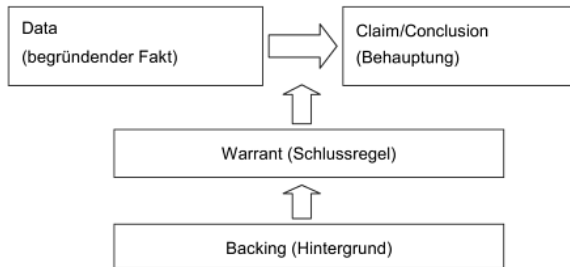 Data
(begründender Fakt)
Claim/Conclusion
(Behauptung)
Warrant (Schlussregel)
Backing (Hintergrund)